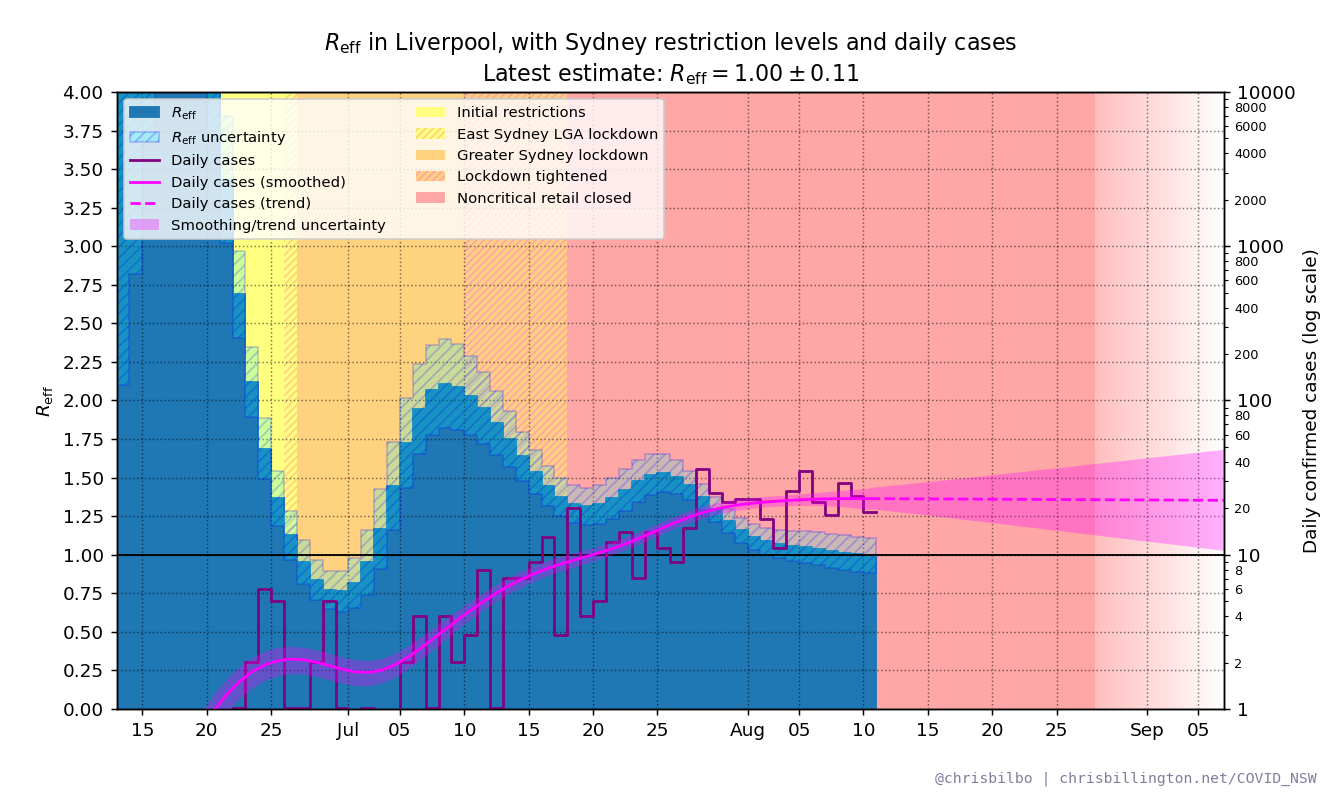 R_eff in Liverpool, with Sydney restriction levels and daily cases
Latest estimate: R_eff = 1.00 ± 0.11
R_eff
R_eff uncertainty
Daily cases
Daily cases (smoothed)
Daily cases (trend)
Smoothing/trend uncertainty
Initial restrictions
East Sydney LGA lockdown
Greater Sydney lockdown
Lockdown tightened
Noncritical retail closed
R_eff
4.00
3.75
3.50
3.25
3.00
2.75
2.50
2.25
2.00
1.75
1.50
1.25
1.00
0.75
0.50
0.25
0.00
10000
8000
6000
4000
2000
1000
800
600
400
200
100
80
60
40
20
10
8
6
4
2
1
Daily confirmed cases (log scale)
15 20 25 Jul 05 10 15 20 25 Aug 05 10 15 20 25 Sep 05
@chrisbilbo | chrisbillington.net/COVID_NSW